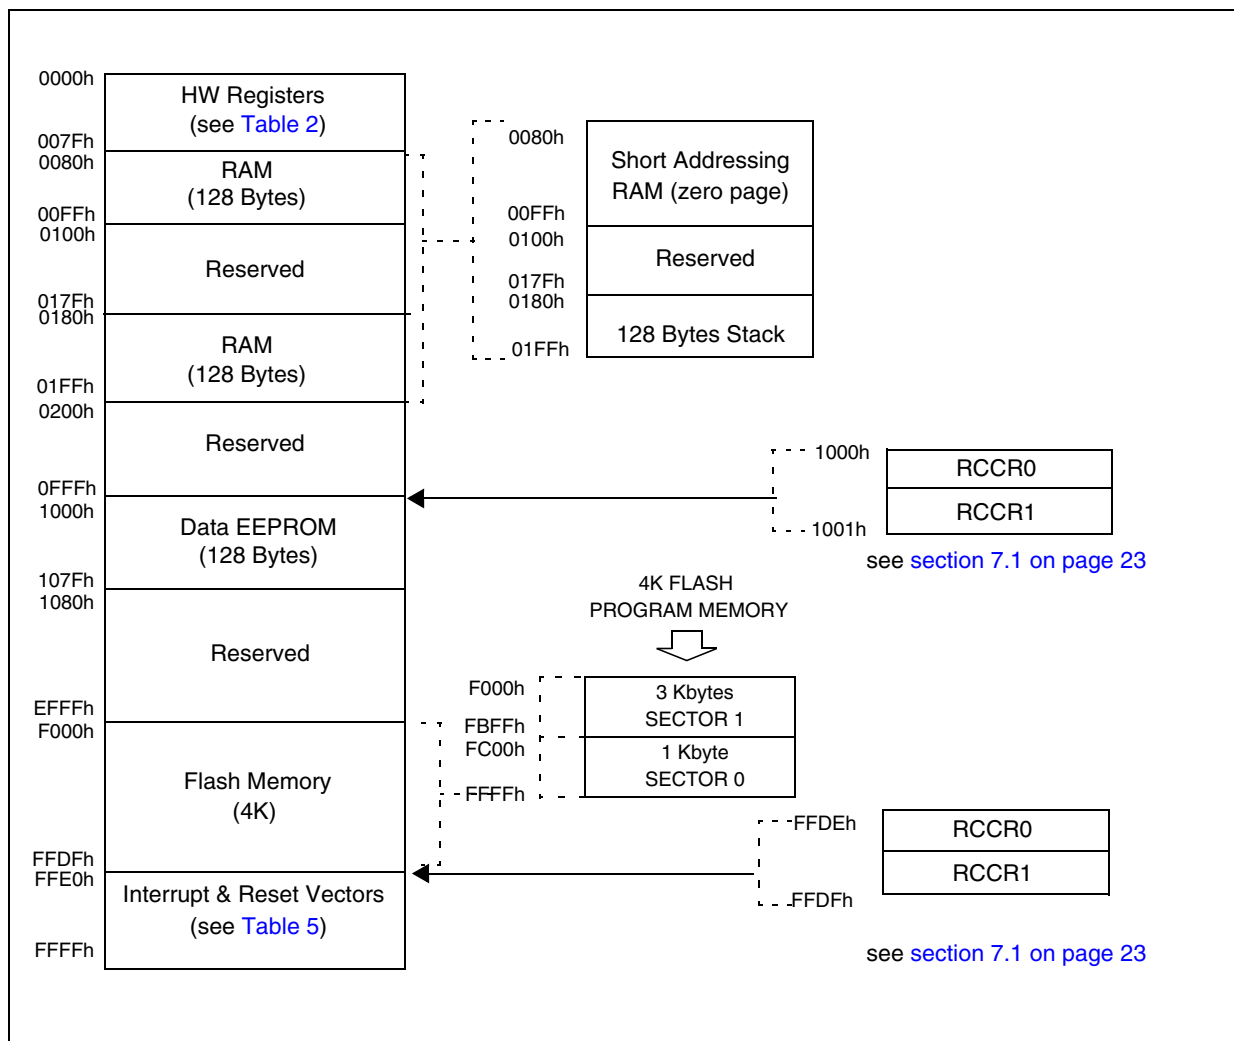 0000h
HW Registers
(see Table 2)
007Fh
0080h
RAM
(128 Bytes)
00FFh
0100h
Reserved
017Fh
0180h
RAM
(128 Bytes)
01FFh
0200h
Reserved
0FFFh
1000h
Data EEPROM
(128 Bytes)
107Fh
1080h
Reserved
EFFFh
F000h
Flash Memory
(4K)
FFDFh
FFE0h
Interrupt & Reset Vectors
(see Table 5)
FFFFh
0080h
Short Addressing
RAM (zero page)
00FFh
0100h
Reserved
017Fh
0180h
128 Bytes Stack
01FFh
1000h
RCCR0
RCCR1
1001h
see section 7.1 on page 23
4K FLASH
PROGRAM MEMORY
F000h
3 Kbytes
SECTOR 1
FBFFh
FC00h
1 Kbyte
SECTOR 0
FFFFh
FFDEh
RCCR0
RCCR1
FFDFh
see section 7.1 on page 23